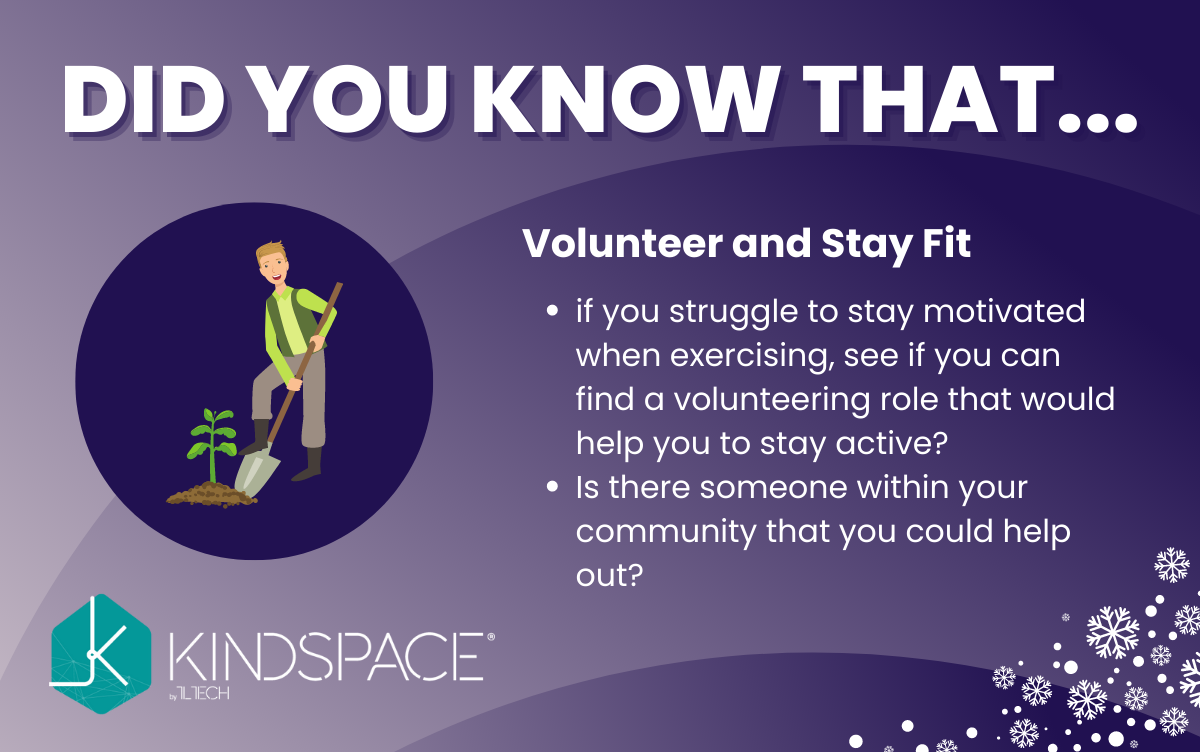 DID YOU KNOW THAT...
Volunteer and Stay Fit
• if you struggle to stay motivated
when exercising, see if you can
find a volunteering role that would
help you to stay active?
• Is there someone within your
community that you could help
out?
KINDSPACE®
by TLTECH